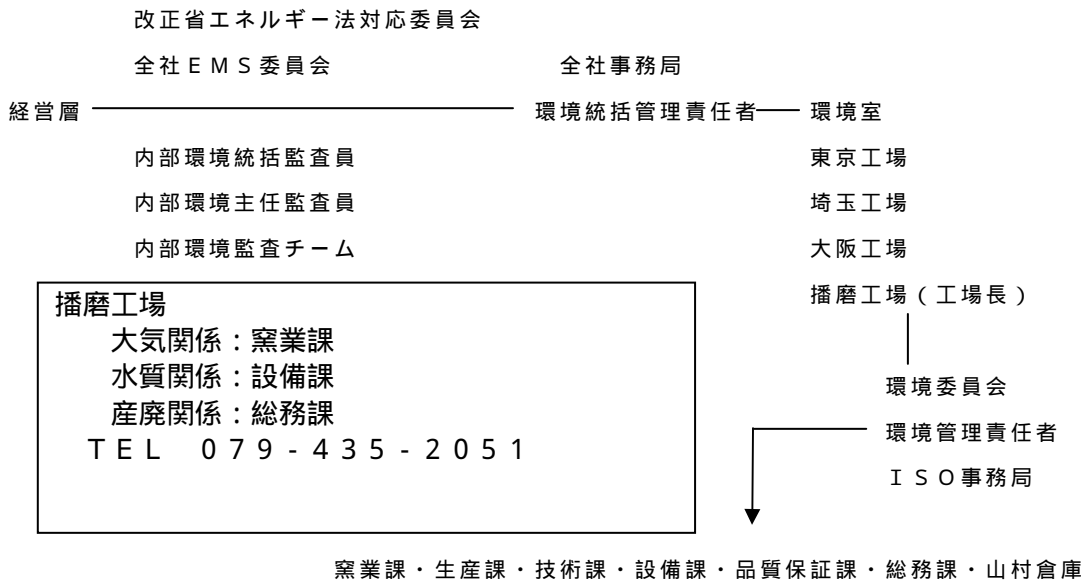 改正省エネルギー法対応委員会
全社ＥＭＳ委員会 全社事務局
経営層 環境統括管理責任者 環境室
内部環境統括監査員 東京工場
内部環境主任監査員 埼玉工場
内部環境監査チーム 大阪工場
播磨工場（工場長）
播磨工場
大気関係：窯業課
水質関係：設備課
産廃関係：総務課
ＴＥＬ ０７９－４３５－２０５１
環境委員会
環境管理責任者
ＩＳＯ事務局
窯業課・生産課・技術課・設備課・品質保証課・総務課・山村倉庫